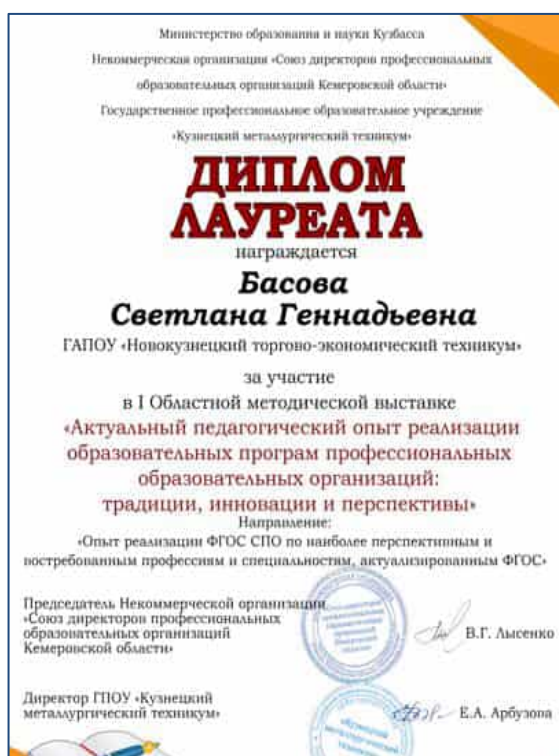 Министерство образования и науки Кузбасса
Некоммерческая организация «Союз директоров профессиональных
образовательных организаций Кемеровской области»
Государственное профессиональное образовательное учреждение
«Кузнецкий металлургический техникум»
ДИПЛОМ
ЛАУРЕАТА
награждается
Басова
Светлана Геннадьевна
ГАПОУ «Новокузнецкий торгово-экономический техникум»
за участие
в I Областной методической выставке
«Актуальный педагогический опыт реализации
образовательных програм профессиональных
образовательных организаций:
традиции, инновации и перспективы»
Направление:
«Опыт реализации ФГОС СПО по наиболее перспективным и
востребованным профессиям и специальностям, актуализированным ФГОС»
Председатель Некоммерческой организации
«Союз директоров профессиональных
образовательных организаций
Кемеровской области»
В.Г. Лысенко
Директор ГПОУ «Кузнецкий
металлургический техникум»
Е.А. Арбузова